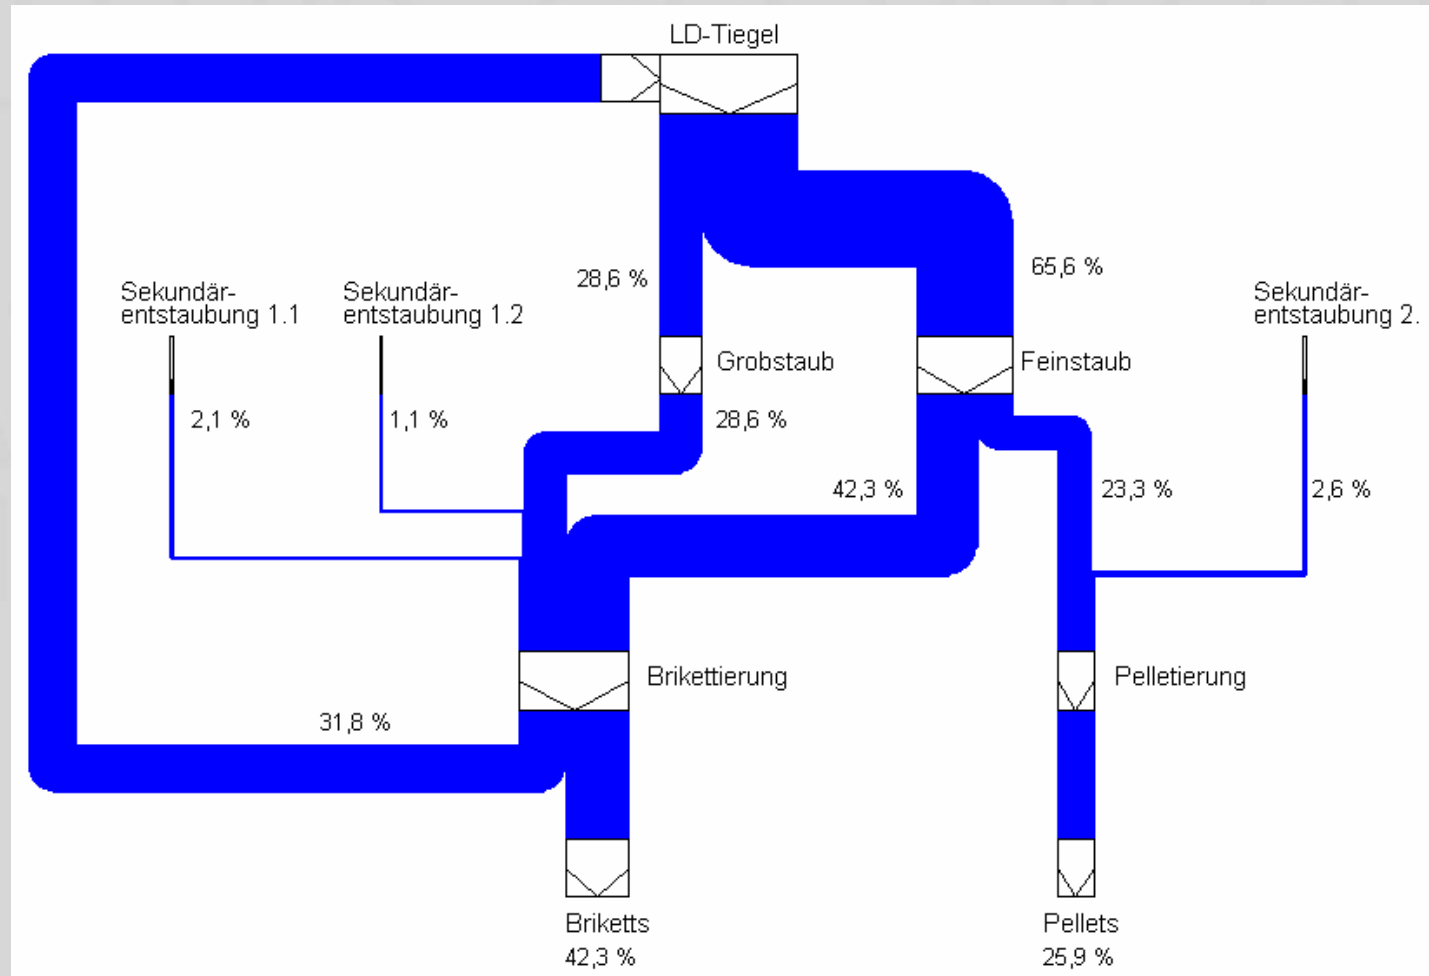 LD-Tiegel
28,6 %
65,6 %
Sekundär-
entstaubung 1.1
Sekundär-
entstaubung 1.2
Sekundär-
entstaubung 2.
Grobstaub
Feinstaub
2,1 %
1,1 %
28,6 %
42,3 %
23,3 %
2,6 %
Brikettierung
Pelletierung
31,8 %
Briketts
42,3 %
Pellets
25,9 %